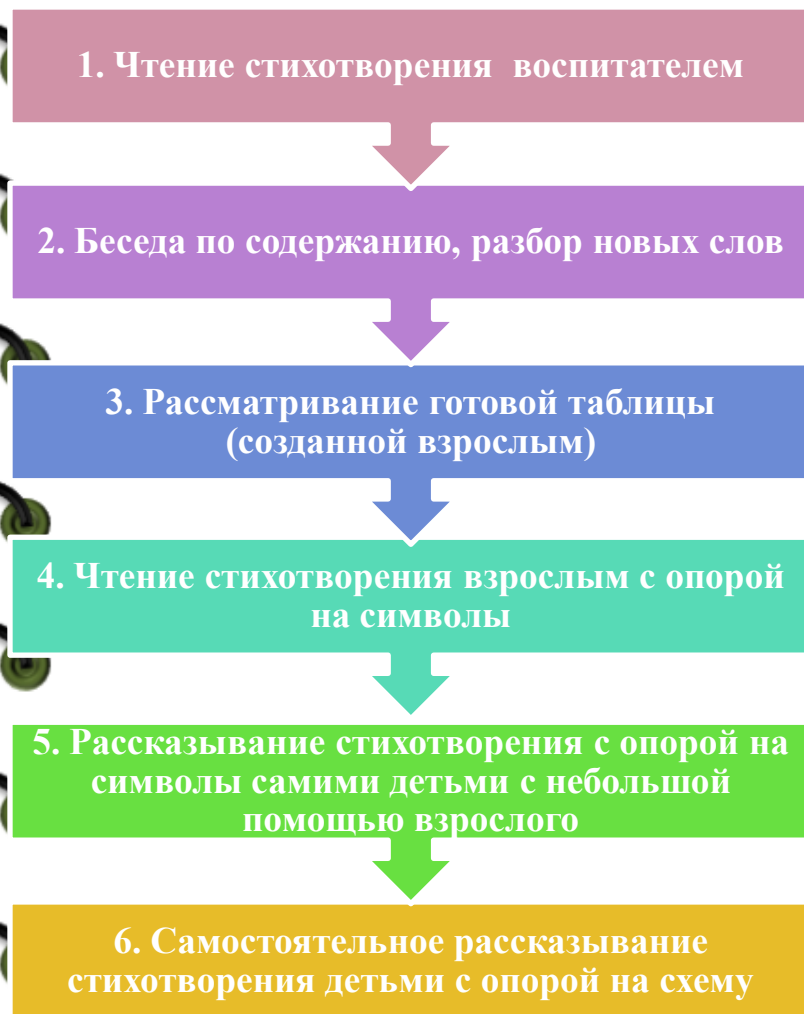 1. Чтение стихотворения воспитателем
2. Беседа по содержанию, разбор новых слов
3. Рассматривание готовой таблицы
(созданной взрослым)
4. Чтение стихотворения взрослым с опорой
на символы
5. Рассказывание стихотворения с опорой на
символы самими детьми с небольшой
помощью взрослого
6. Самостоятельное рассказывание
стихотворения детьми с опорой на схему